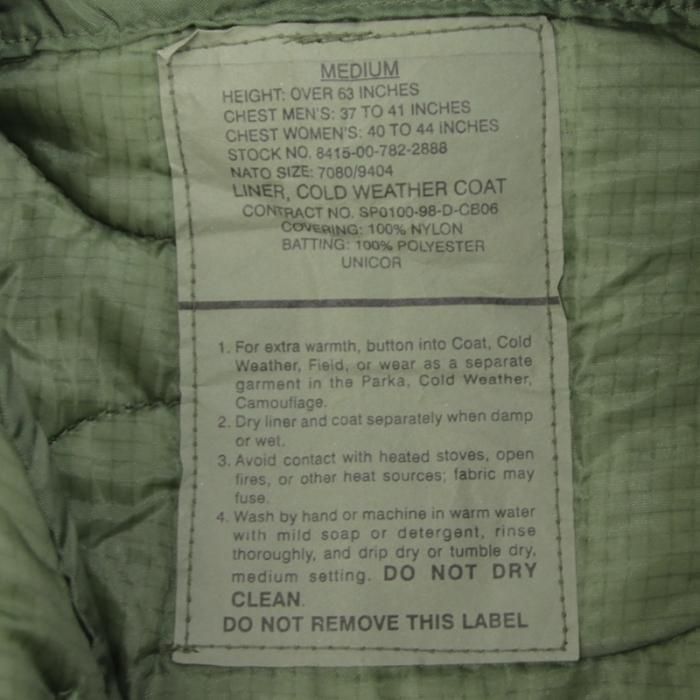 MEDIUM
HEIGHT: OVER 63 INCHES
CHEST MEN'S: 37 TO 41 INCHES
CHEST WOMEN'S: 40 TO 44 INCHES
STOCK NO. 8415-00-782-2888
NATO SIZE: 7080/9404
LINER, COLD WEATHER COAT
CONTRACT NO. SP0100-98-D-CB06
COVERING: 100% NYLON
BATTING: 100% POLYESTER
UNICOR
1. For extra warmth, button into Coat, Cold
Weather, Field, or wear as a separate
garment in the Parka, Cold Weather,
Camouflage.
2. Dry liner and coat separately when damp
or wet.
3. Avoid contact with heated stoves, open
fires, or other heat sources; fabric may
fuse.
4. Wash by hand or machine in warm water
with mild soap or detergent, rinse
thoroughly, and drip dry or tumble dry,
medium setting. DO NOT DRY
CLEAN.
DO NOT REMOVE THIS LABEL